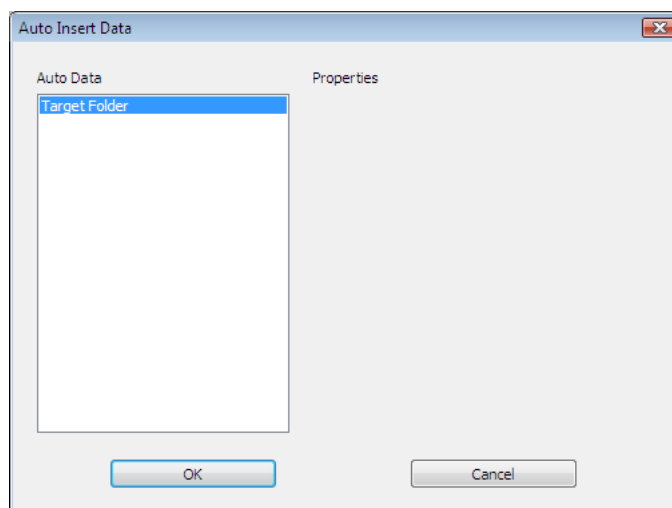 Auto Insert Data
Auto Data
Properties
Target Folder
OK
Cancel